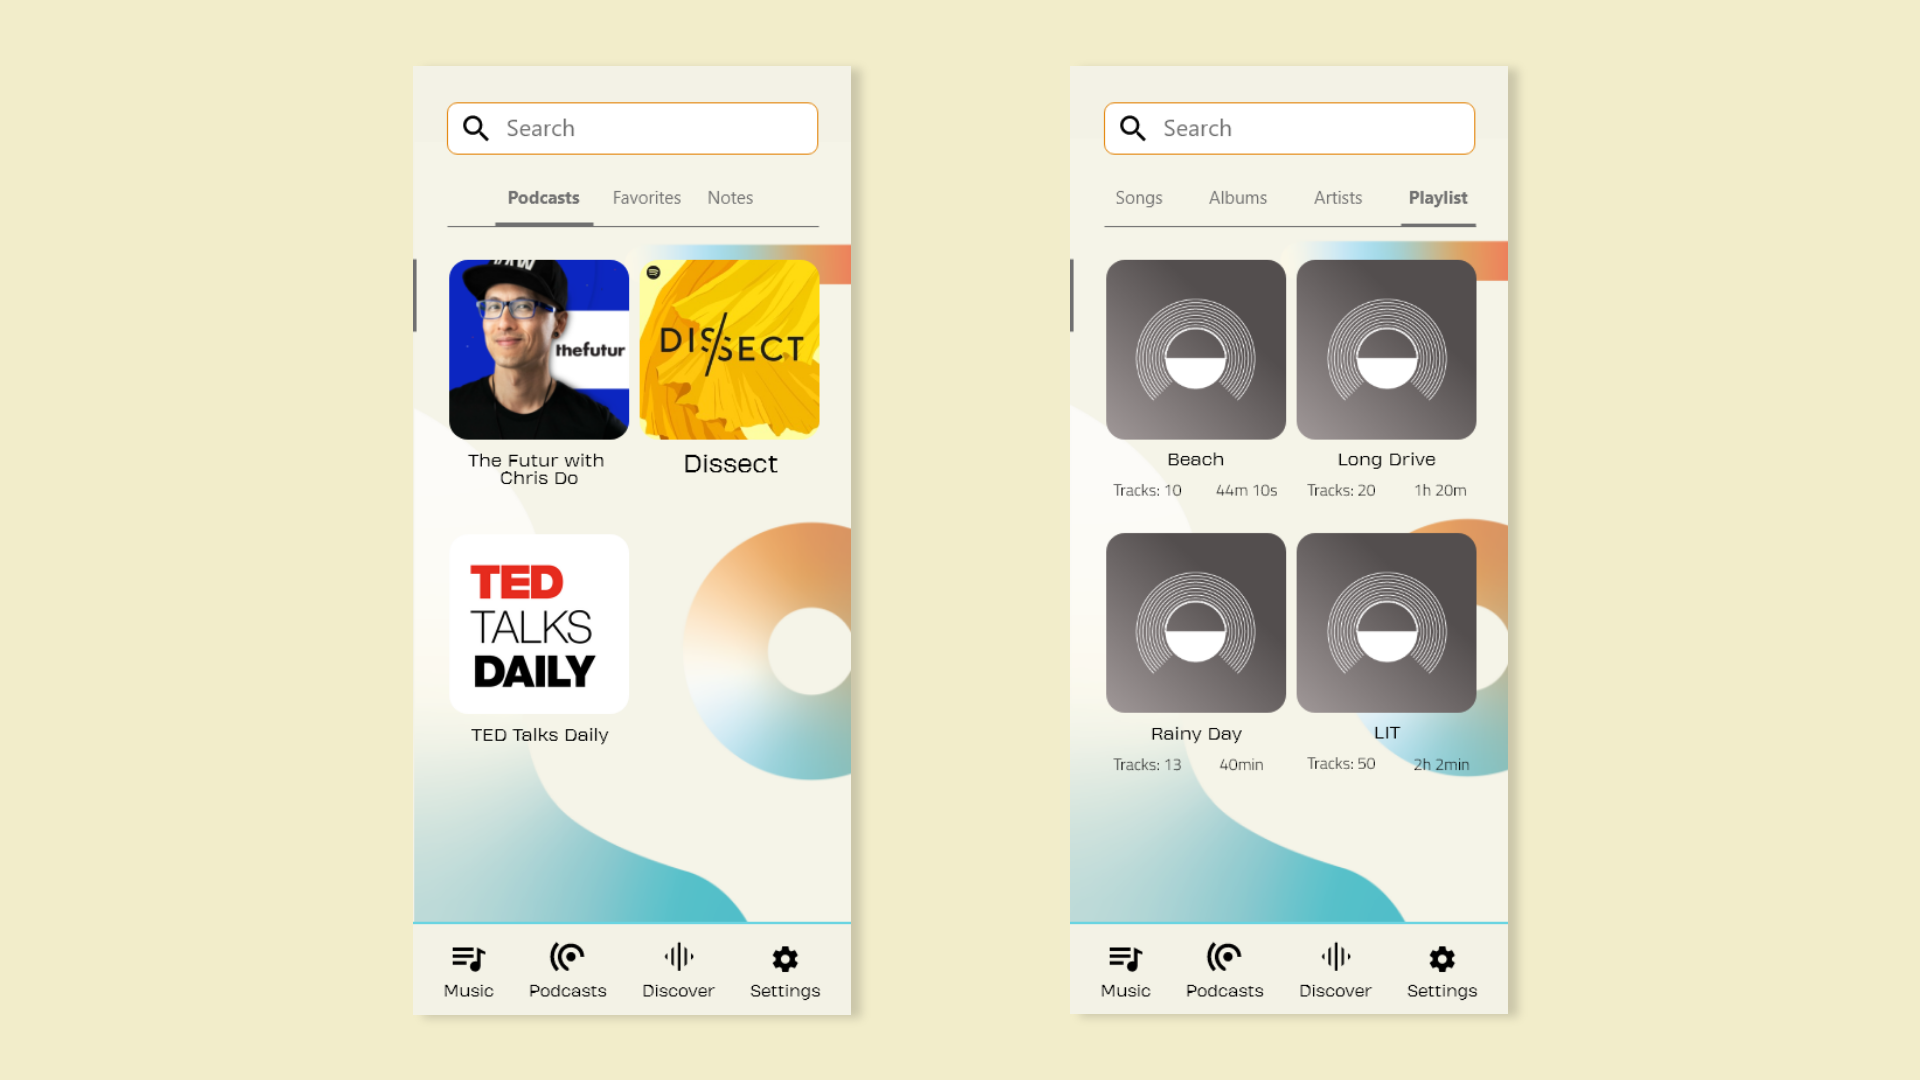 Search
Podcasts Favorites Notes
thefutur
DISSECT
The Futur with
Chris Do
Dissect
TED
TALKS
DAILY
TED Talks Daily
Music Podcasts Discover Settings
Search
Songs Albums Artists Playlist
Beach
Tracks: 10 44m 10s
Long Drive
Tracks: 20 1h 20m
Rainy Day
Tracks: 13 40min
LIT
Tracks: 50 2h 2min
Music Podcasts Discover Settings